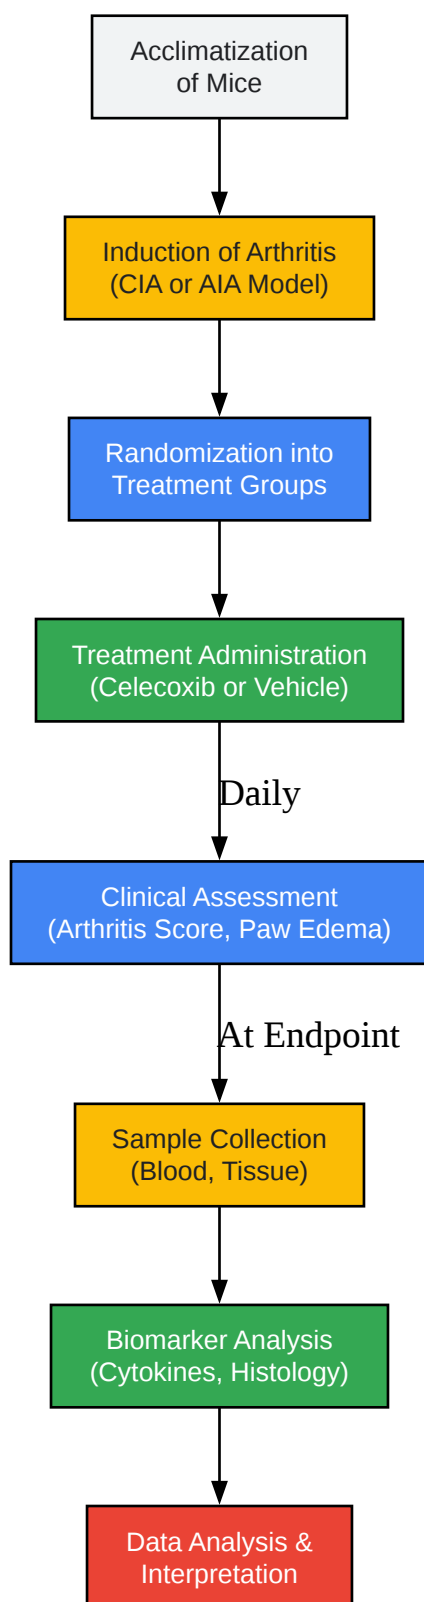 Acclimatization
of Mice
Induction of Arthritis
(CIA or AIA Model)
Randomization into
Treatment Groups
Treatment Administration
(Celecoxib or Vehicle)
Daily
Clinical Assessment
(Arthritis Score, Paw Edema)
At Endpoint
Sample Collection
(Blood, Tissue)
Biomarker Analysis
(Cytokines, Histology)
Data Analysis &
Interpretation